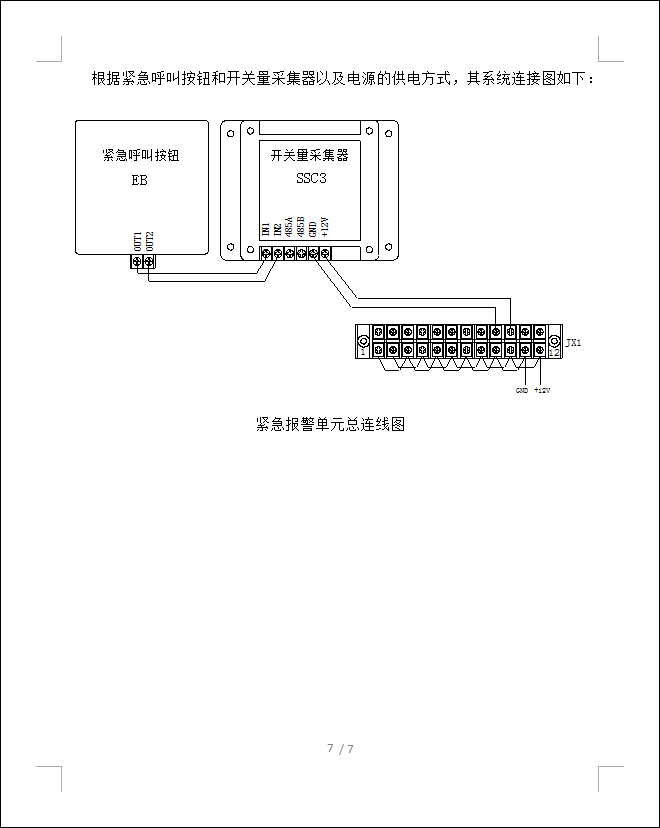 根据紧急呼叫按钮和开关量采集器以及电源的供电方式，其系统连接图如下：
紧急呼叫按钮
EB
OUT1
OUT2
开关量采集器
SSC3
IN1
IN2
485A
485B
GND
+12V
1
12
JX1
GND
+12V
紧急报警单元总连线图
7 / 7